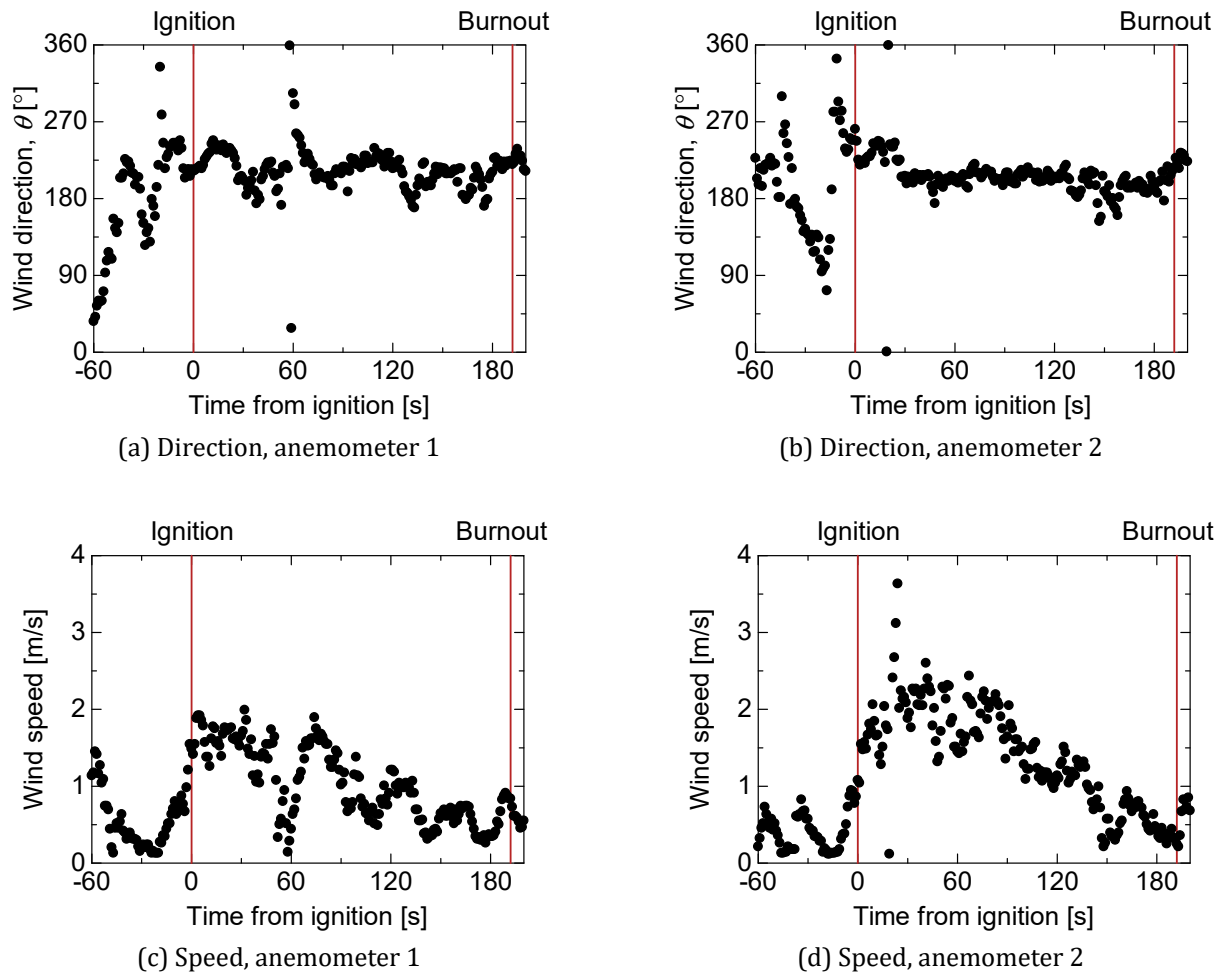 Ignition Burnout
360
270
180
90
0
Wind direction, θ [°]
-60 0 60 120 180
Time from ignition [s]
(a) Direction, anemometer 1
Ignition Burnout
360
270
180
90
0
Wind direction, θ [°]
-60 0 60 120 180
Time from ignition [s]
(b) Direction, anemometer 2
Ignition Burnout
4
3
2
1
0
Wind speed [m/s]
-60 0 60 120 180
Time from ignition [s]
(c) Speed, anemometer 1
Ignition Burnout
4
3
2
1
0
Wind speed [m/s]
-60 0 60 120 180
Time from ignition [s]
(d) Speed, anemometer 2